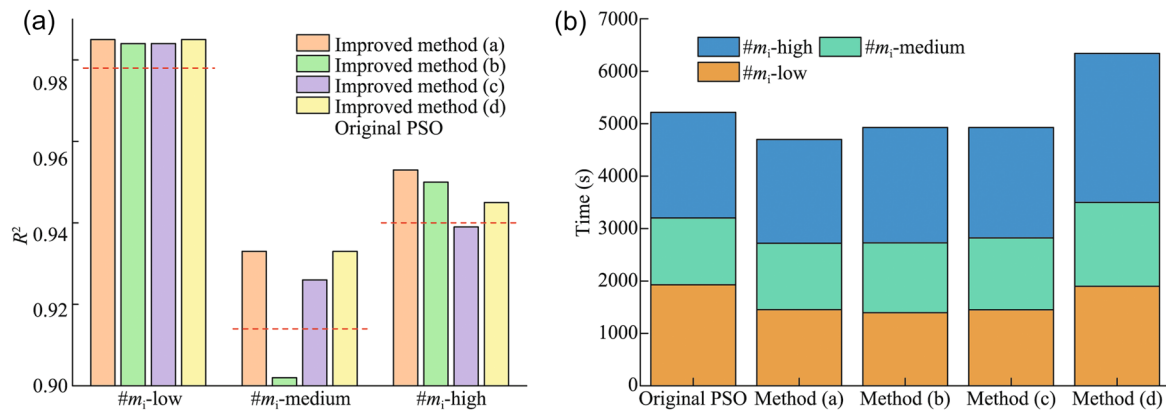 (a)
Improved method (a)
Improved method (b)
Improved method (c)
Improved method (d)
Original PSO
R²
0.98
0.96
0.94
0.92
0.90
#mᵢ-low
#mᵢ-medium
#mᵢ-high
(b)
#mᵢ-high
#mᵢ-medium
#mᵢ-low
Time (s)
7000
6000
5000
4000
3000
2000
1000
0
Original PSO
Method (a)
Method (b)
Method (c)
Method (d)